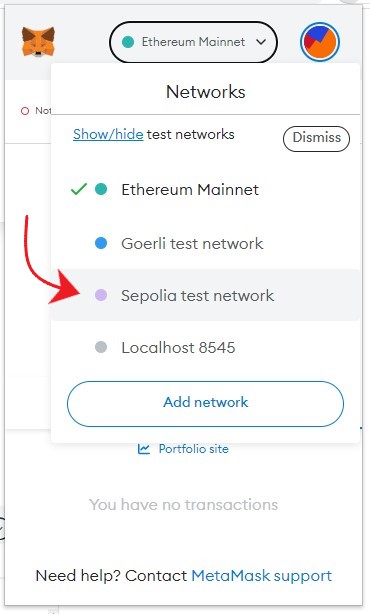 Ethereum Mainnet
Networks
Show/hide test networks
Dismiss
Ethereum Mainnet
Goerli test network
Sepolia test network
Localhost 8545
Add network
Portfolio site
You have no transactions
Need help? Contact MetaMask support